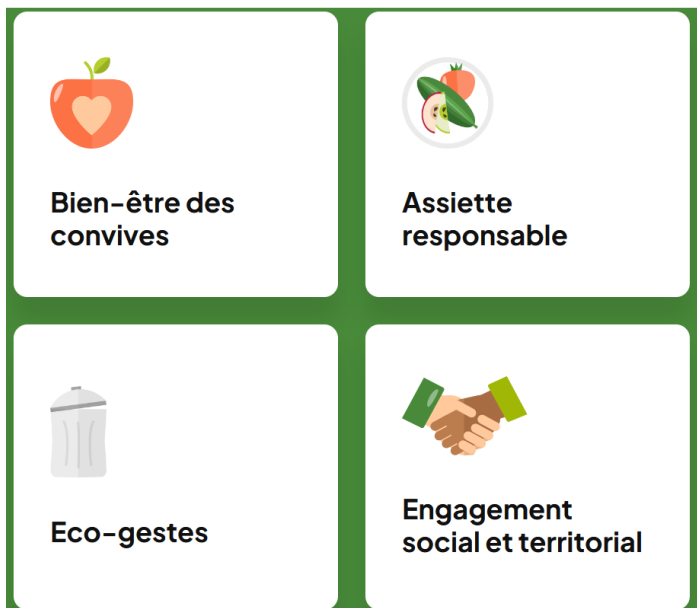 Bien-être des
convives
Assiette
responsable
Eco-gestes
Engagement
social et territorial